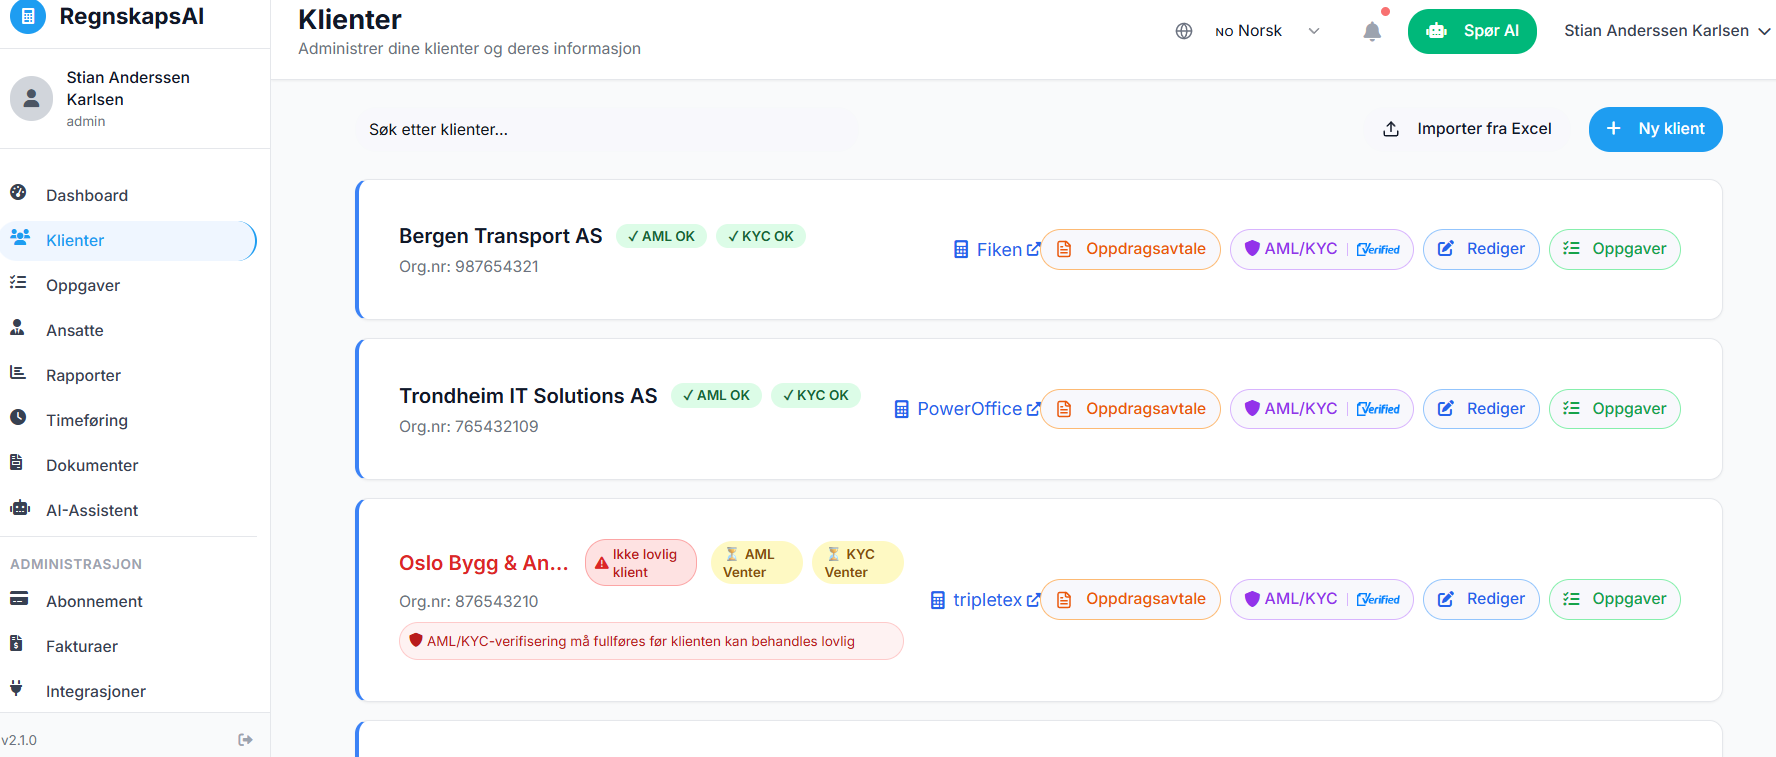 RegnskapsAI
Stian Anderssen
Karlsen
admin
Dashboard
Klienter
Oppgaver
Ansatte
Rapporter
Timeføring
Dokumenter
AI-Assistent
ADMINISTRASJON
Abonnement
Fakturaer
Integrasjoner
v2.1.0
Klienter
Administrer dine klienter og deres informasjon
NO Norsk
Spør AI
Stian Anderssen Karlsen
Søk etter klienter...
Importer fra Excel
+ Ny klient
Bergen Transport AS ✓ AML OK ✓ KYC OK
Org.nr: 987654321
Fiken Oppdragsavtale AML/KYC | Verified Rediger Oppgaver
Trondheim IT Solutions AS ✓ AML OK ✓ KYC OK
Org.nr: 765432109
PowerOffice Oppdragsavtale AML/KYC | Verified Rediger Oppgaver
Oslo Bygg & An...
Ikke lovlig
klient
⏳ AML
Venter
⏳ KYC
Venter
Org.nr: 876543210
AML/KYC-verifisering må fullføres før klienten kan behandles lovlig
tripletex Oppdragsavtale AML/KYC | Verified Rediger Oppgaver